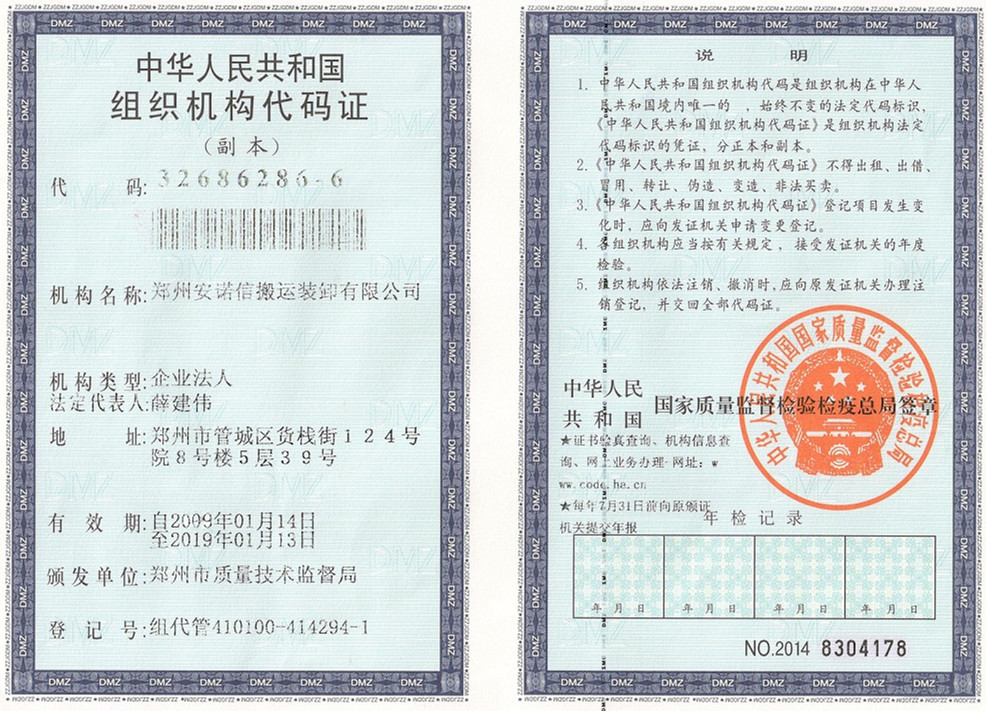 中华人民共和国
组织机构代码证
(副本)
代 码: 32686286-6
机构名称: 郑州安诺信搬运装卸有限公司
机构类型: 企业法人
法定代表人: 薛建伟
地 址: 郑州市管城区货栈街124号
院8号楼5层39号
有 效 期: 自2009年01月14日
至2019年01月13日
颁发单位: 郑州市质量技术监督局
登 记 号: 组代管410100-414294-1
说 明
1. 中华人民共和国组织机构代码是组织机构在中华人
民共和国境内唯一的 、始终不变的法定代码标识,
《中华人民共和国组织机构代码证》是组织机构法定
代码标识的凭证、分正本和副本。
2.《中华人民共和国组织机构代码证》不得出租、出借、
冒用、转让、伪造、变造、非法买卖。
3.《中华人民共和国组织机构代码证》登记项目发生变
化时、应向发证机关申请变更登记。
4. 各组织机构应当按有关规定 、接受发证机关的年度
检验。
5. 组织机构依法注销、撤消时,应向原发证机关办理注
销登记、并交回全部代码证。
中华人民
共和国
国家质量监督检验检疫总局签章
中华人民共和国国家质量监督检验检疫总局
★证书验真查询、机构信息查
询、网上业务办理-网址:w
ww.code.ha.cn
★每年7月31日前向原颁证
机关提交年报
年检记录
年 月 日 年 月 日 年 月 日 年 月 日
NO.2014 8304178
DMZ
ZZJGDM